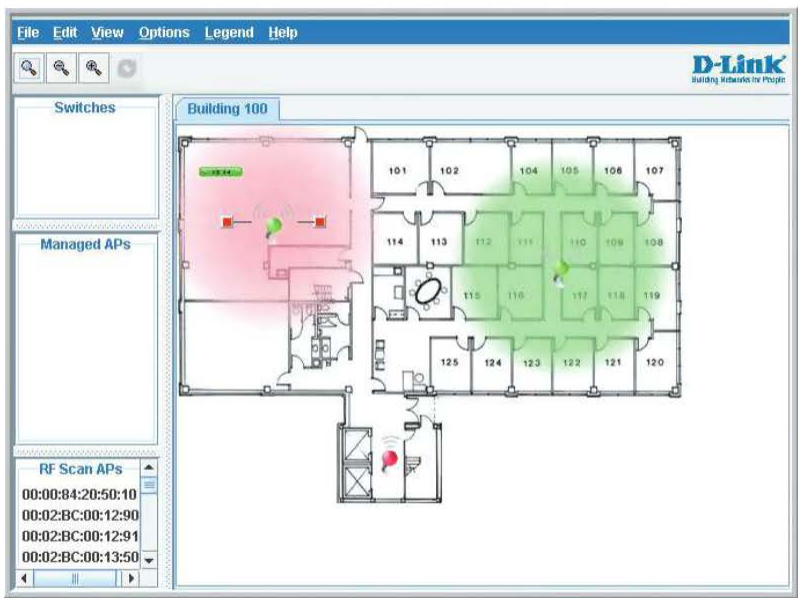 File Edit View Options Legend Help
D-Link
Building Networks for People
Switches
Building 100
101 102 104 105 106 107
Managed APs
114 113 112 111 110 109 108
115 116 117 118 119
125 124 123 122 121 120
RF Scan APs
00:00:84:20:50:10
00:02:BC:00:12:90
00:02:BC:00:12:91
00:02:BC:00:13:50